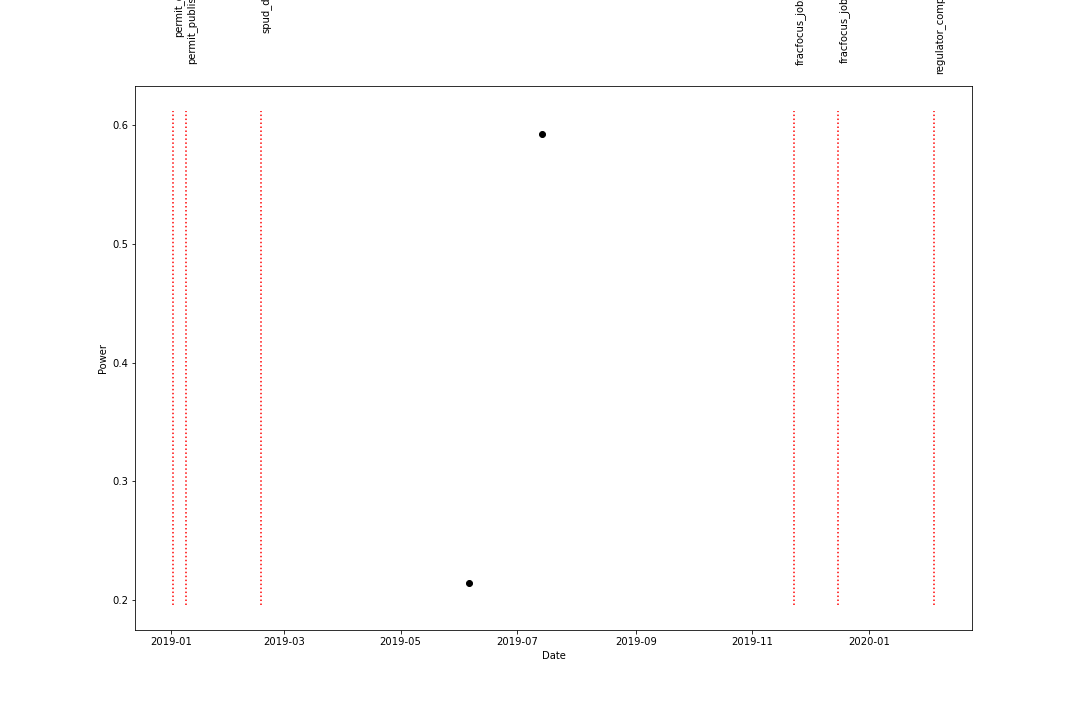 permit_
permit_publis
spud_d
fracfocus_job
fracfocus_job
regulator_comp
0.6
0.5
0.4
0.3
0.2
Power
2019-01
2019-03
2019-05
2019-07
2019-09
2019-11
2020-01
Date